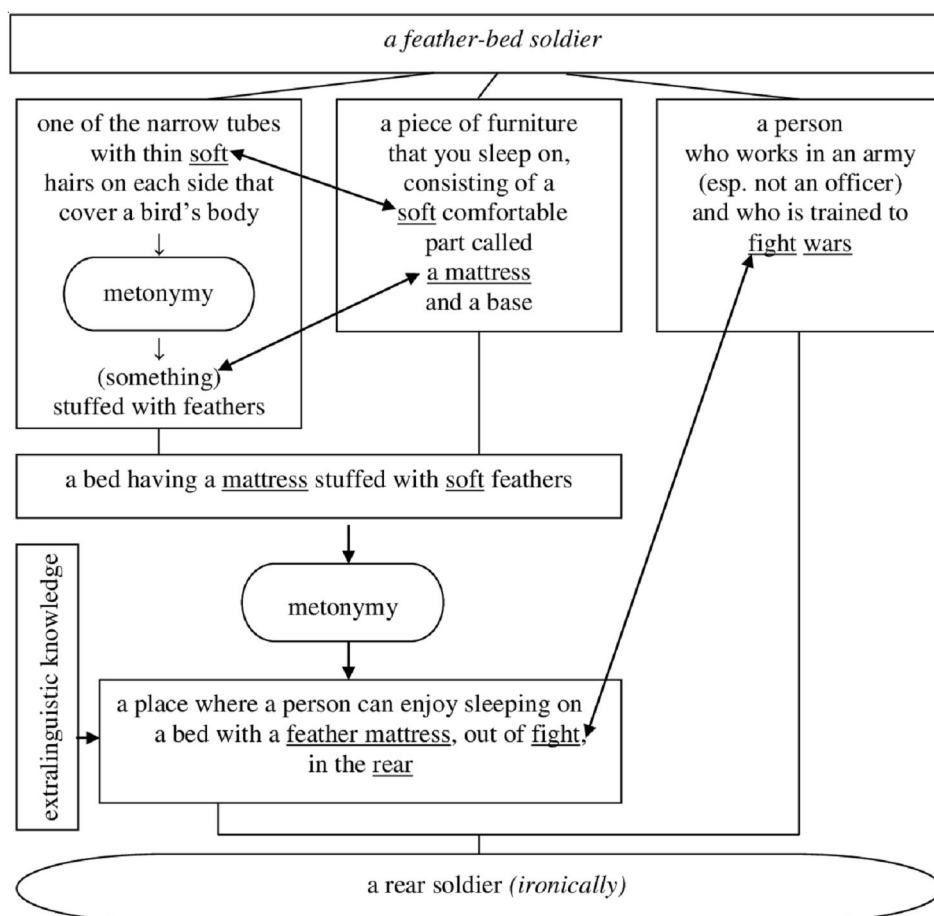 a feather-bed soldier
one of the narrow tubes
with thin soft
hairs on each side that
cover a bird's body
↓
metonymy
↓
(something)
stuffed with feathers
a piece of furniture
that you sleep on,
consisting of a
soft comfortable
part called
a mattress
and a base
a person
who works in an army
(esp. not an officer)
and who is trained to
fight wars
a bed having a mattress stuffed with soft feathers
metonymy
extralinguistic knowledge
a place where a person can enjoy sleeping on
a bed with a feather mattress, out of fight,
in the rear
a rear soldier (ironically)